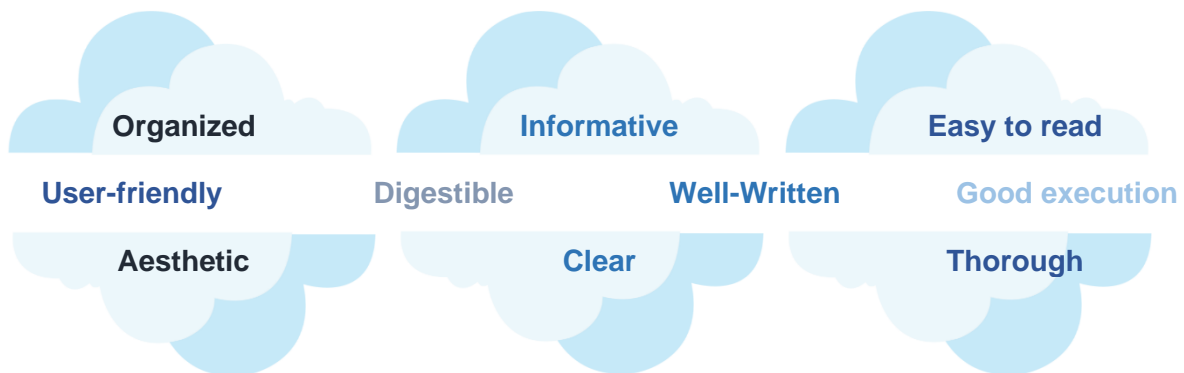 Organized Informative Easy to read
User-friendly Digestible Well-Written Good execution
Aesthetic Clear Thorough